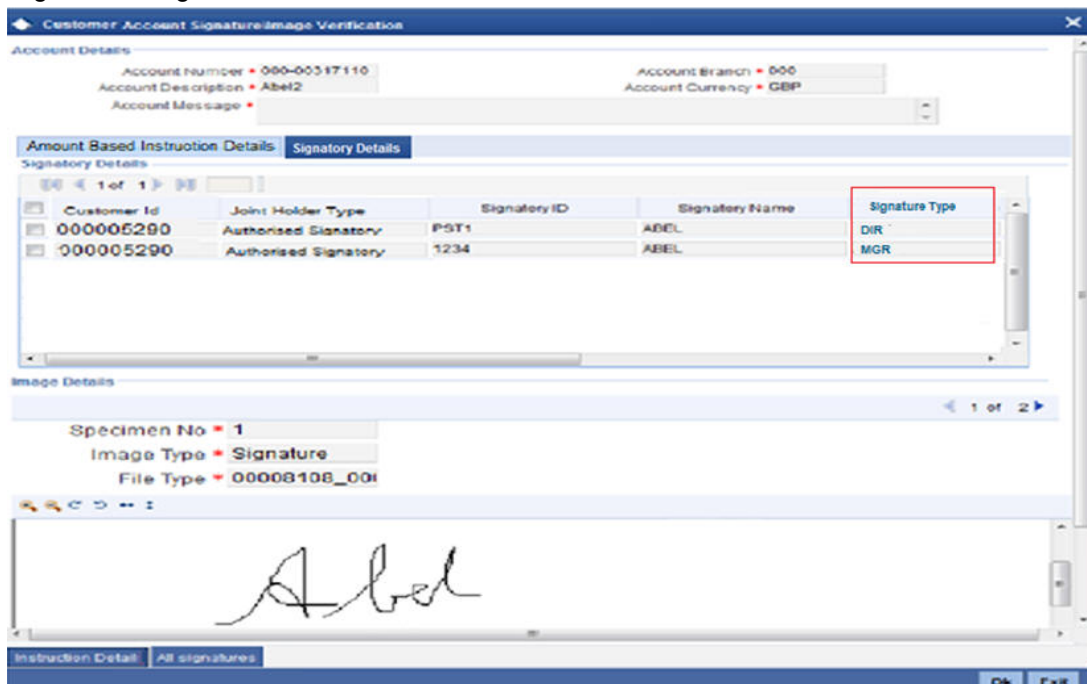 Customer Account Signature/Image Verification
Account Details
Account Number * 000-00317110 Account Branch * 000
Account Description * Abel2 Account Currency * GBP
Account Message *
Amount Based Instruction Details Signatory Details
Signatory Details
1 of 1
Customer Id Joint Holder Type Signatory ID Signatory Name Signature Type
000005290 Authorised Signatory PST1 ABEL DIR
000005290 Authorised Signatory 1234 ABEL MGR
Image Details
1 of 2
Specimen No * 1
Image Type * Signature
File Type * 00008108_00
Abel
Instruction Detail All signatures
Ok Exit